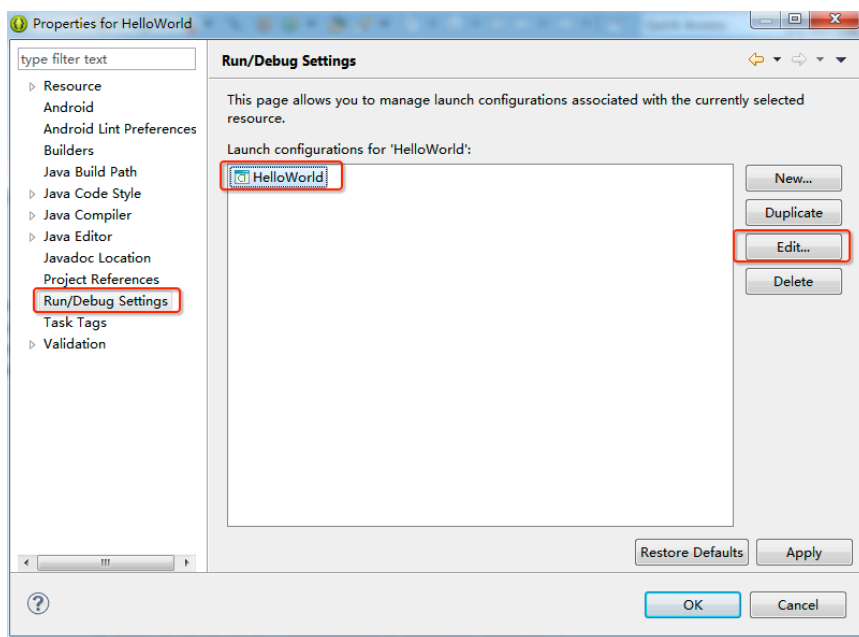 Properties for HelloWorld
type filter text
Run/Debug Settings
Resource
Android
Android Lint Preferences
Builders
Java Build Path
Java Code Style
Java Compiler
Java Editor
Javadoc Location
Project References
Run/Debug Settings
Task Tags
Validation
This page allows you to manage launch configurations associated with the currently selected
resource.
Launch configurations for 'HelloWorld':
HelloWorld
New...
Duplicate
Edit...
Delete
Restore Defaults
Apply
OK
Cancel